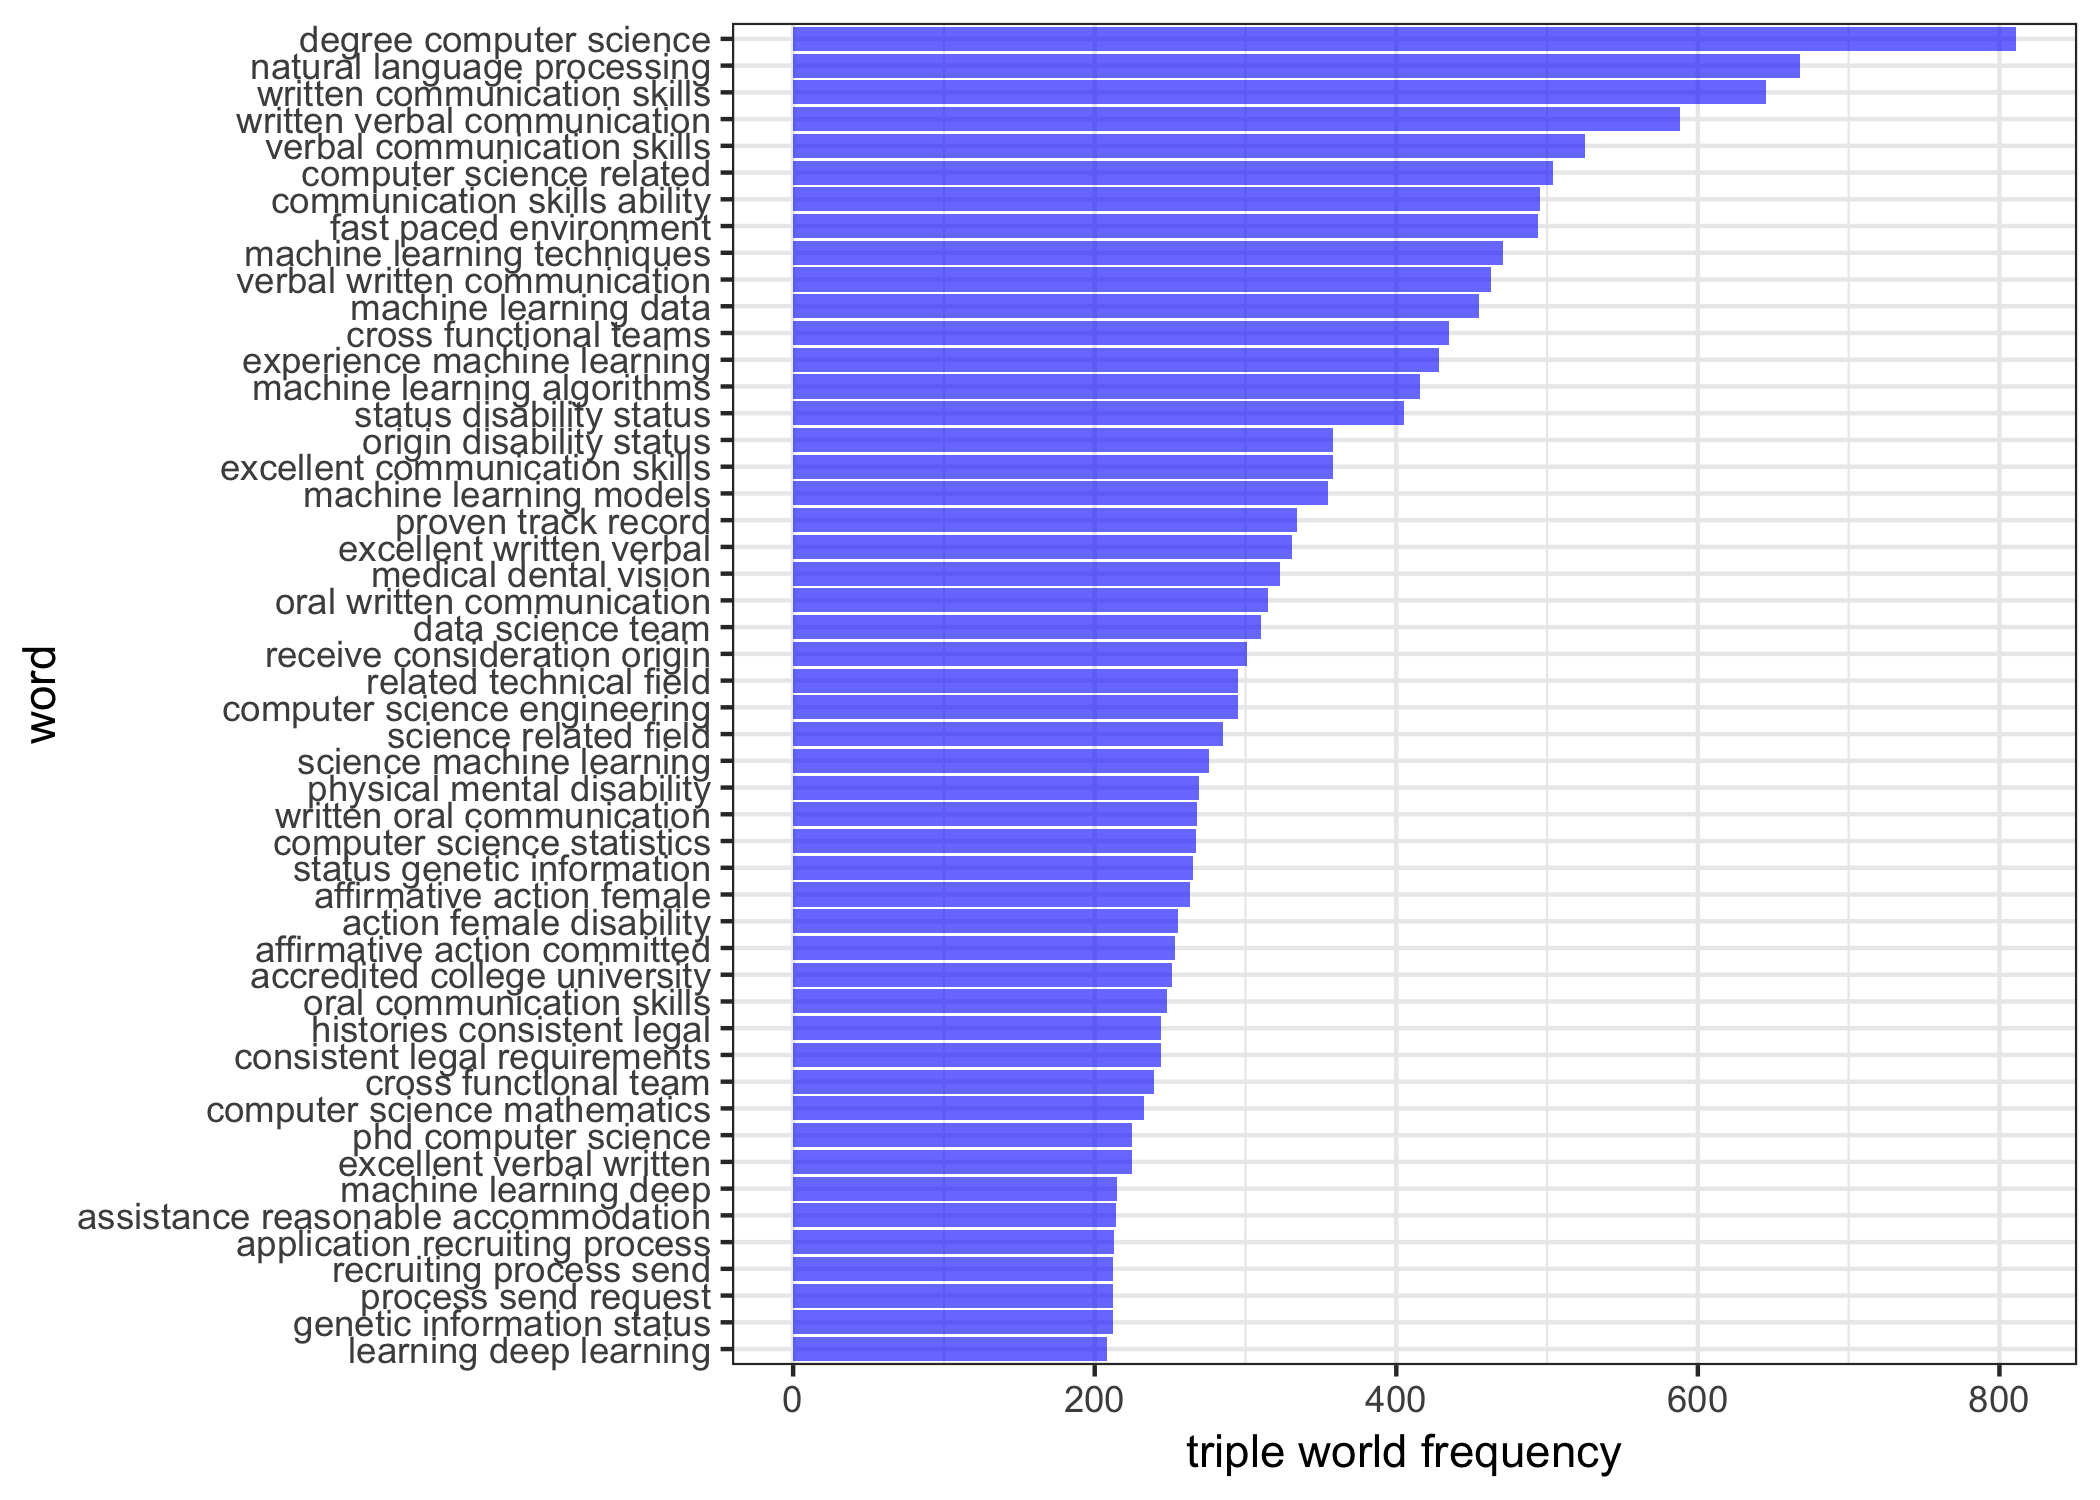 degree computer science
natural language processing
written communication skills
written verbal communication
verbal communication skills
computer science related
communication skills ability
fast paced environment
machine learning techniques
verbal written communication
machine learning data
cross functional teams
experience machine learning
machine learning algorithms
status disability status
origin disability status
excellent communication skills
machine learning models
proven track record
excellent written verbal
medical dental vision
oral written communication
data science team
receive consideration origin
related technical field
computer science engineering
science related field
science machine learning
physical mental disability
written oral communication
computer science statistics
status genetic information
affirmative action female
action female disability
affirmative action committed
accredited college university
oral communication skills
histories consistent legal
consistent legal requirements
cross functional team
computer science mathematics
phd computer science
excellent verbal written
machine learning deep
assistance reasonable accommodation
application recruiting process
recruiting process send
process send request
genetic information status
learning deep learning
word
0 200 400 600 800
triple world frequency